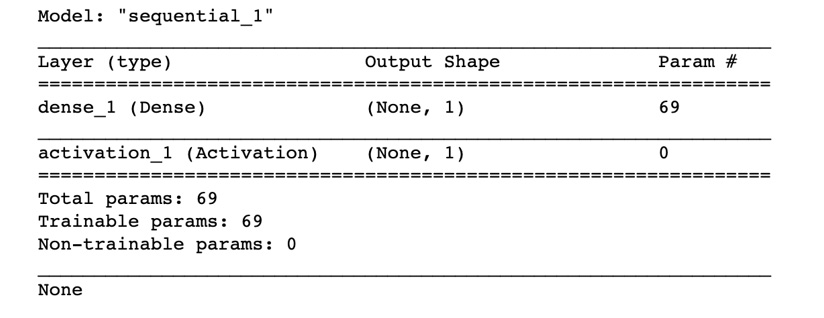 Model: "sequential_1"
Layer (type) Output Shape Param #
dense_1 (Dense) (None, 1) 69
activation_1 (Activation) (None, 1) 0
Total params: 69
Trainable params: 69
Non-trainable params: 0
None